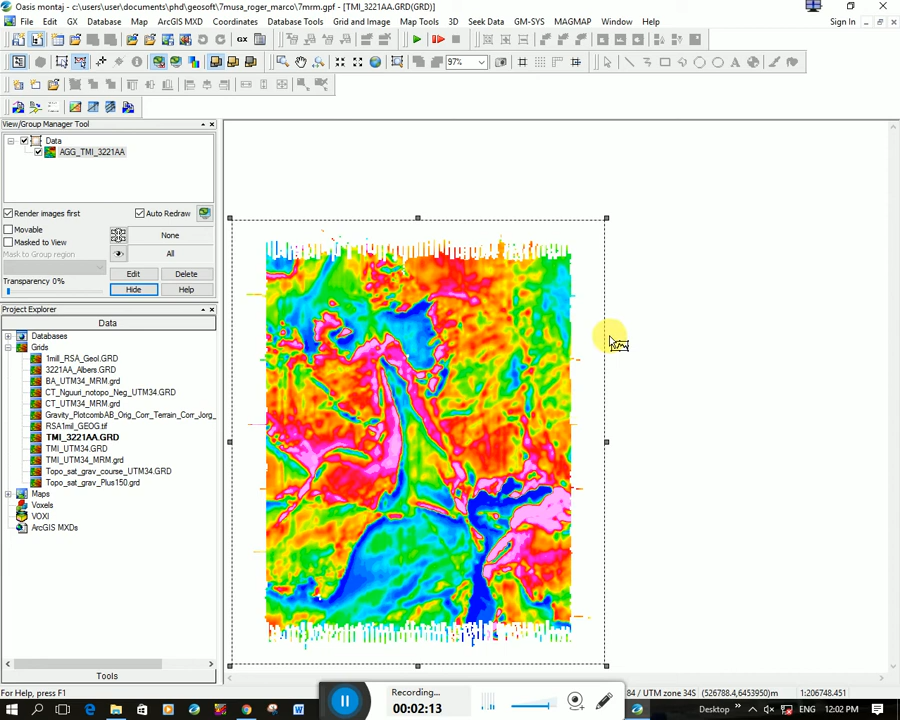 Oasis montaj - c:\users\user\documents\phd\geosoft\7musa_roger_marco\7mrm.gpf - [TMI_3221AA.GRD(GRD)]
File Edit GX Database Map ArcGIS MXD Coordinates Database Tools Grid and Image Map Tools 3D Seek Data GM-SYS MAGMAP Window Help
Sign In
GX
97%
View/Group Manager Tool
Data
AGG_TMI_3221AA
Render images first
Auto Redraw
Movable
None
Masked to View
Mask to Group region
All
Transparency 0%
Edit
Delete
Hide
Help
Project Explorer
Data
Databases
Grids
1mill_RSA_Geol.GRD
3221AA_Albers.GRD
BA_UTM34_MRM.grd
CT_Nguuri_notopo_Neg_UTM34.GRD
CT_UTM34_MRM.grd
Gravity_PlotcombAB_Orig_Corr_Terrain_Corr_Jorg_
RSA1mil_GEOG.tif
TMI_3221AA.GRD
TMI_UTM34.GRD
TMI_UTM34_MRM.grd
Topo_sat_grav_course_UTM34.GRD
Topo_sat_grav_Plus150.grd
Maps
Voxels
VOXI
ArcGIS MXDs
Tools
For Help, press F1
Recording...
00:02:13
84 / UTM zone 34S
(526788.4,6453950)m
1:206748.451
Desktop
12:02 PM